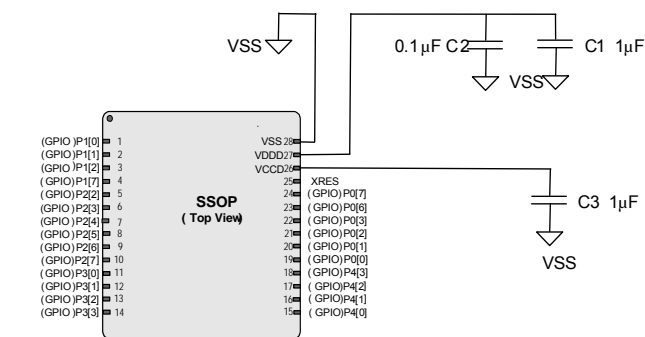 VSS
0.1 µF C2
C1 1µF
VSS
(GPIO )P1[0] 1
(GPIO )P1[1] 2
(GPIO )P1[2] 3
( GPIO )P1[7] 4
( GPIO )P2[2] 5
( GPIO )P2[3] 6
( GPIO )P2[4] 7
( GPIO )P2[5] 8
( GPIO )P2[6] 9
(GPIO )P2[7] 10
( GPIO )P3[0] 11
( GPIO )P3[1] 12
( GPIO )P3[2] 13
( GPIO )P3[3] 14
SSOP
( Top View)
VSS 28
VDDD 27
VCCD 26
25 XRES
24 ( GPIO) P0[7]
23 ( GPIO) P0[6]
22 ( GPIO) P0[3]
21 ( GPIO) P0[2]
20 ( GPIO) P0[1]
19 ( GPIO) P0[0]
18 ( GPIO) P4[3]
17 ( GPIO) P4[2]
16 ( GPIO) P4[1]
15 ( GPIO) P4[0]
C3 1µF
VSS